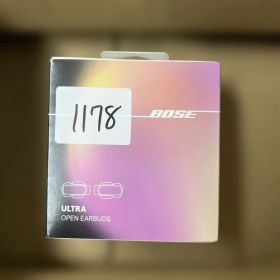 1178
BOSE
ULTRA
OPEN EARBUDS